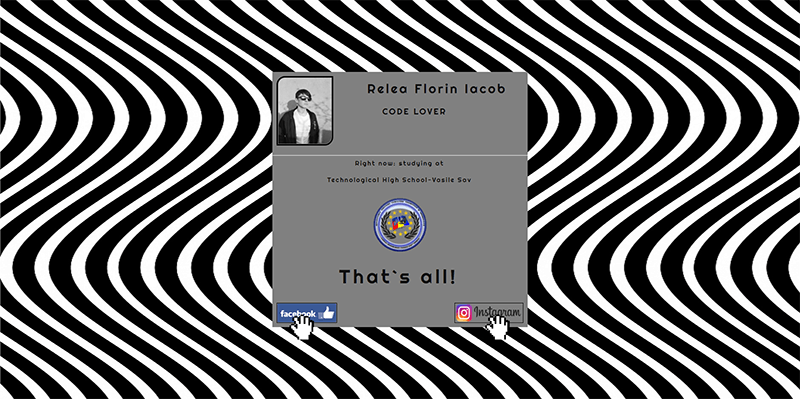 Relea Florin Iacob
CODE LOVER
Right now: studying at
Technological High School-Vasile Sav
That`s all!
facebook
Instagram